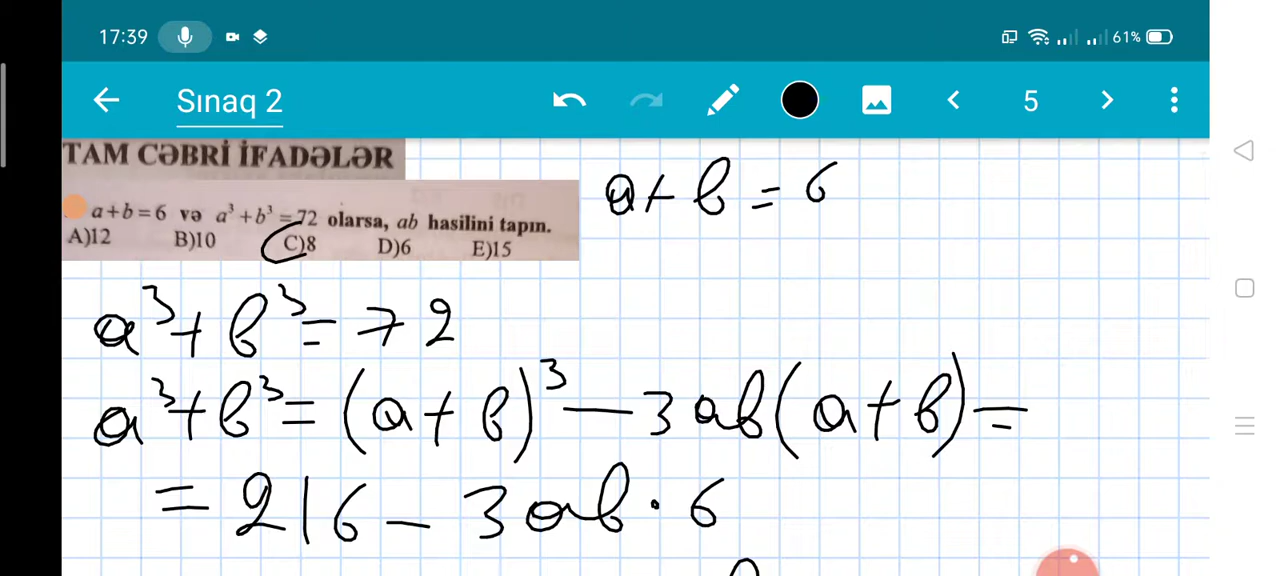 17:39 61%
Sınaq 2 5
TAM CƏBRİ İFADƏLƏR
a+b=6 və a³+b³=72 olarsa, ab hasilini tapın.
A)12 B)10 C)8 D)6 E)15
a+b=6
a³+b³=72
a³+b³=(a+b)³-3ab(a+b)=
=216-3ab·6